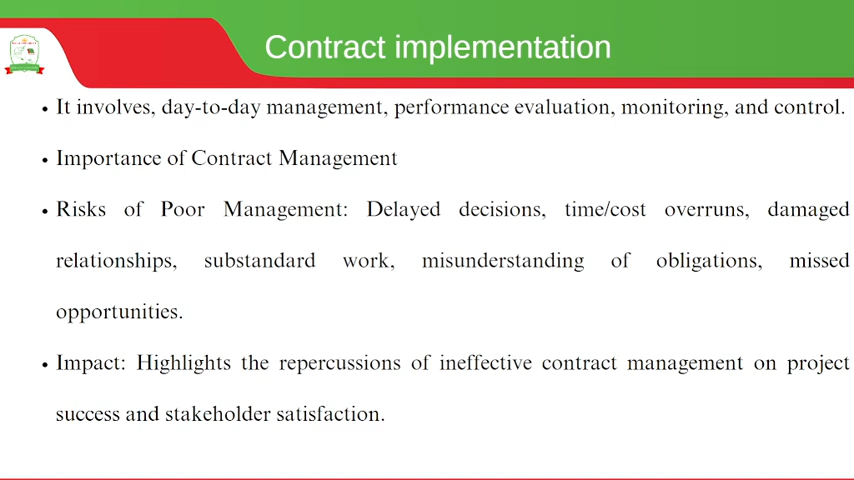 Contract implementation
• It involves, day-to-day management, performance evaluation, monitoring, and control.
• Importance of Contract Management
• Risks of Poor Management: Delayed decisions, time/cost overruns, damaged
relationships, substandard work, misunderstanding of obligations, missed
opportunities.
• Impact: Highlights the repercussions of ineffective contract management on project
success and stakeholder satisfaction.